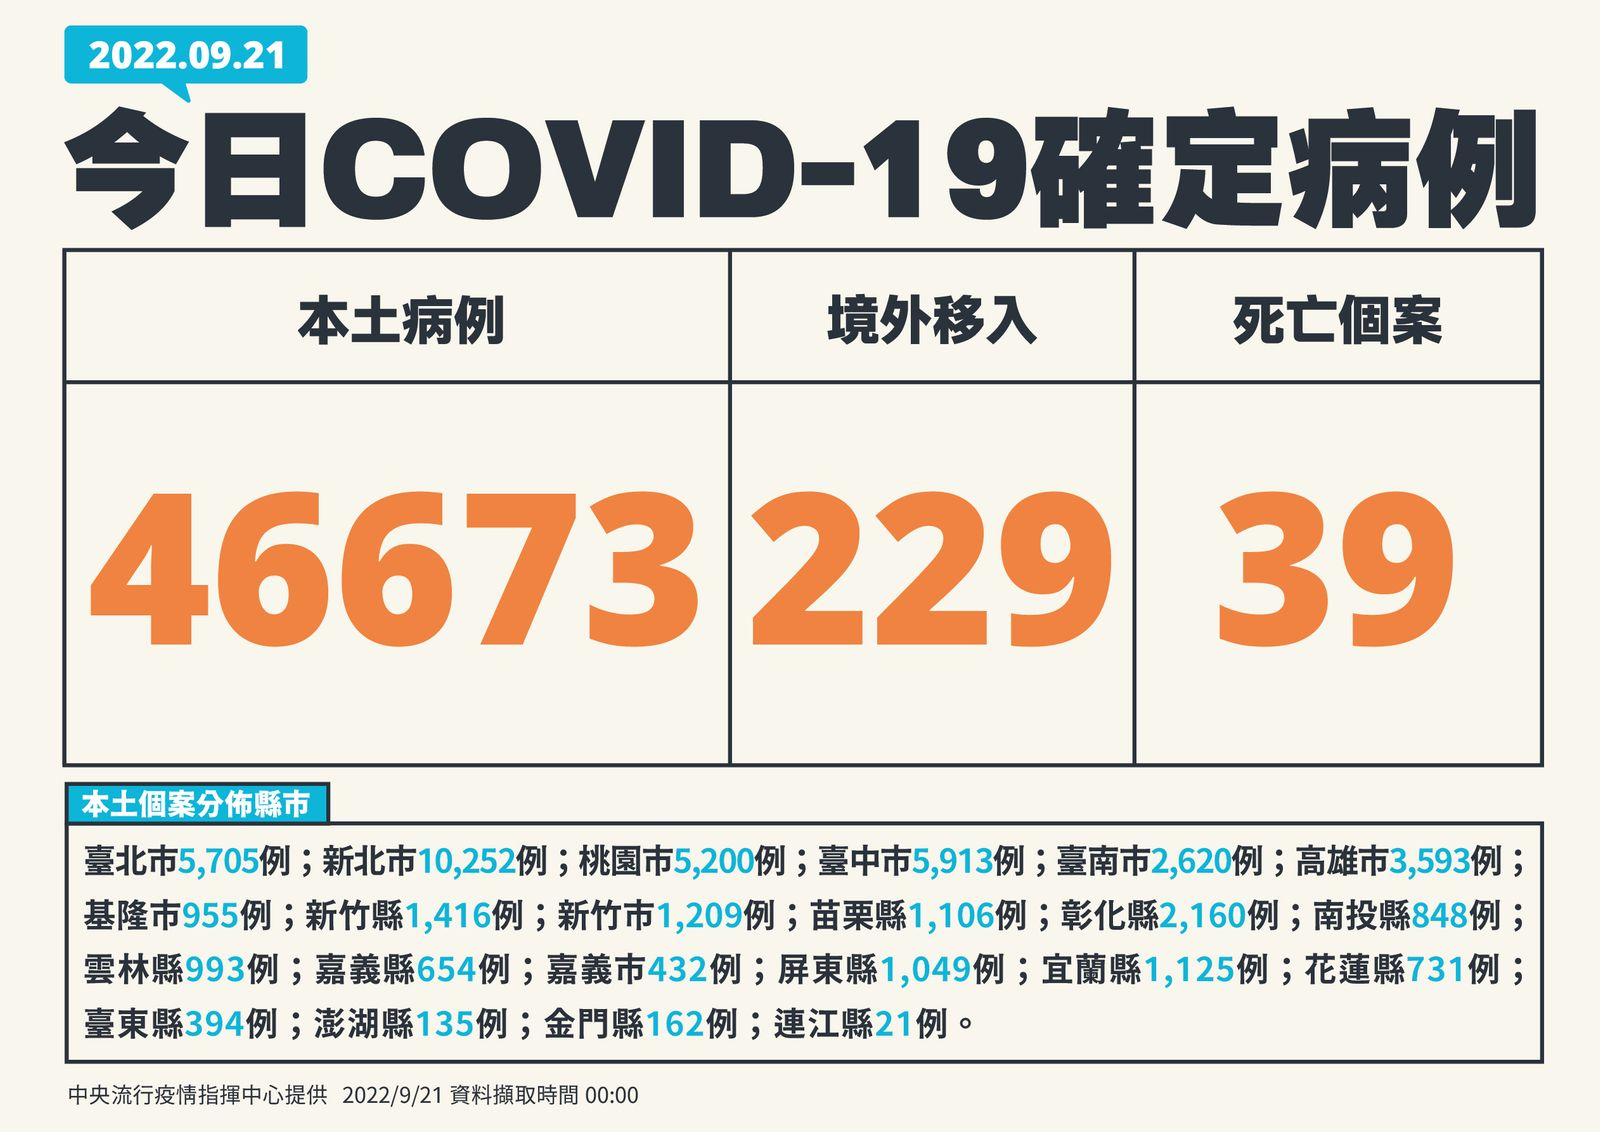 2022.09.21
今日COVID-19確定病例
本土病例 境外移入 死亡個案
46673 229 39
本土個案分佈縣市
臺北市5,705例；新北市10,252例；桃園市5,200例；臺中市5,913例；臺南市2,620例；高雄市3,593例；
基隆市955例；新竹縣1,416例；新竹市1,209例；苗栗縣1,106例；彰化縣2,160例；南投縣848例；
雲林縣993例；嘉義縣654例；嘉義市432例；屏東縣1,049例；宜蘭縣1,125例；花蓮縣731例；
臺東縣394例；澎湖縣135例；金門縣162例；連江縣21例。
中央流行疫情指揮中心提供 2022/9/21 資料擷取時間 00:00